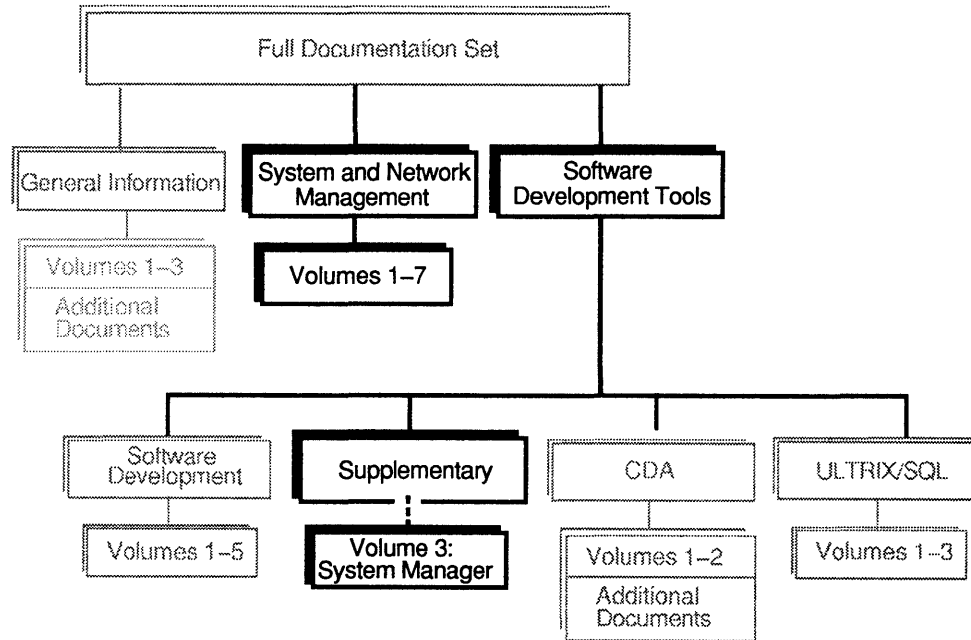 Full Documentation Set
General Information
System and Network
Management
Software
Development Tools
Volumes 1–3
Additional
Documents
Volumes 1–7
Software
Development
Supplementary
CDA
ULTRIX/SQL
Volumes 1–5
Volume 3:
System Manager
Volumes 1–2
Additional
Documents
Volumes 1–3